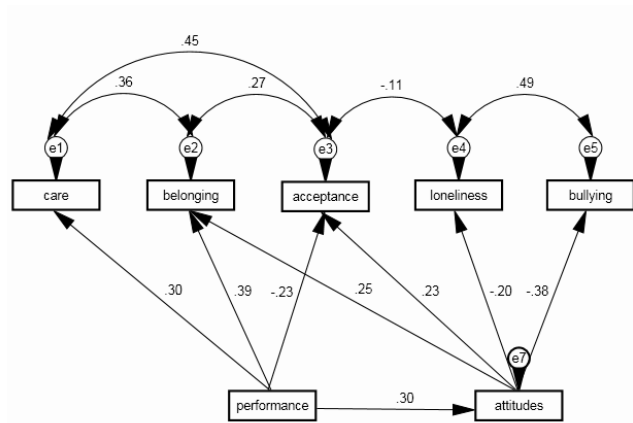 .45
.36
.27
-.11
.49
e1
e2
e3
e4
e5
care
belonging
acceptance
loneliness
bullying
.30
.39
-.23
.25
.23
-.20
-.38
e7
performance
.30
attitudes